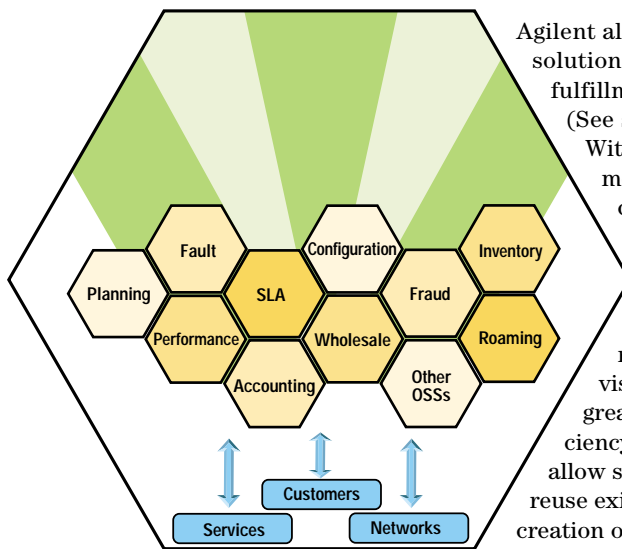 Agilent al
solution
fulfillm
(See
Wit
m
vis
grea
ciency
allow s
reuse exi
creation o
Fault
Configuration
Inventory
Planning
SLA
Fraud
Performance
Wholesale
Roaming
Accounting
Other
OSSs
Customers
Services
Networks